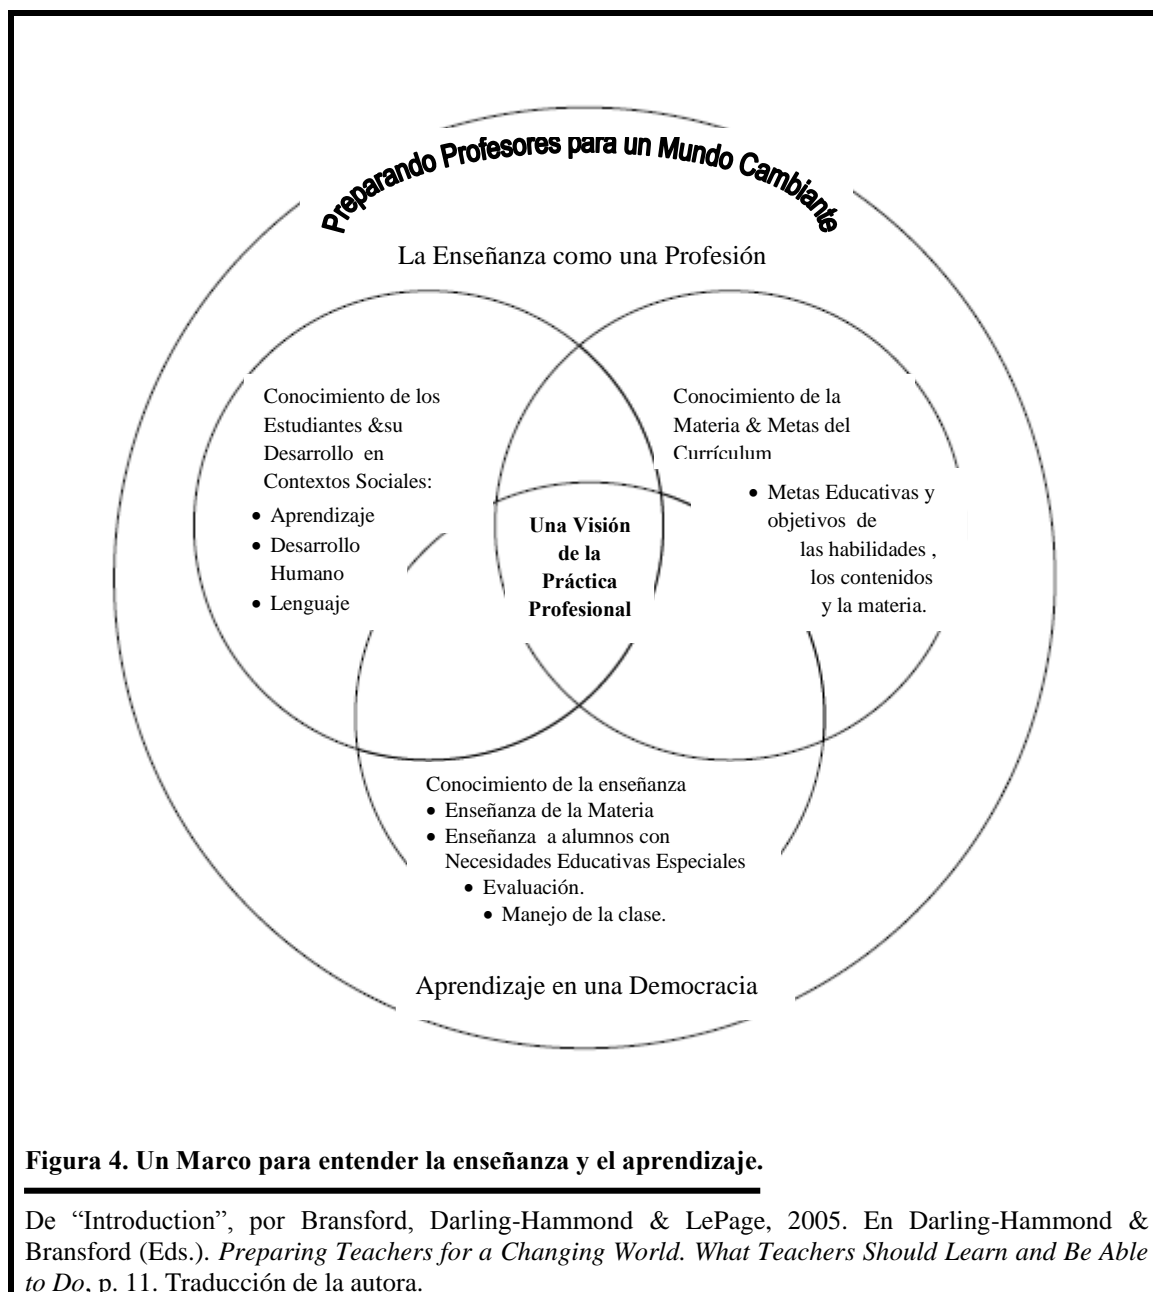 Preparando Profesores para un Mundo Cambiante
La Enseñanza como una Profesión
Conocimiento de los
Estudiantes &su
Desarrollo en
Contextos Sociales:
• Aprendizaje
• Desarrollo
Humano
• Lenguaje
Conocimiento de la
Materia & Metas del
Currículum
• Metas Educativas y
objetivos de
las habilidades ,
los contenidos
y la materia.
Una Visión
de la
Práctica
Profesional
Conocimiento de la enseñanza
• Enseñanza de la Materia
• Enseñanza a alumnos con
Necesidades Educativas Especiales
• Evaluación.
• Manejo de la clase.
Aprendizaje en una Democracia
Figura 4. Un Marco para entender la enseñanza y el aprendizaje.
De “Introduction”, por Bransford, Darling-Hammond & LePage, 2005. En Darling-Hammond &
Bransford (Eds.). Preparing Teachers for a Changing World. What Teachers Should Learn and Be Able
to Do, p. 11. Traducción de la autora.